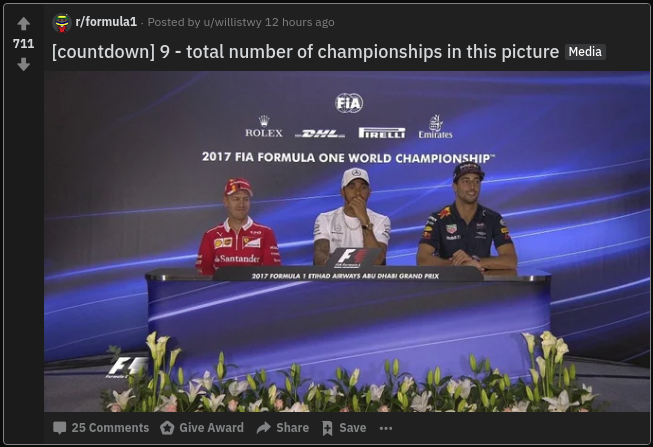 r/formula1 · Posted by u/willistwy 12 hours ago
711
[countdown] 9 - total number of championships in this picture Media
FIA
ROLEX DHL PIRELLI Emirates
2017 FIA FORMULA ONE WORLD CHAMPIONSHIP™
Santander
F1
2017 FORMULA 1 ETIHAD AIRWAYS ABU DHABI GRAND PRIX
F1
25 Comments Give Award Share Save